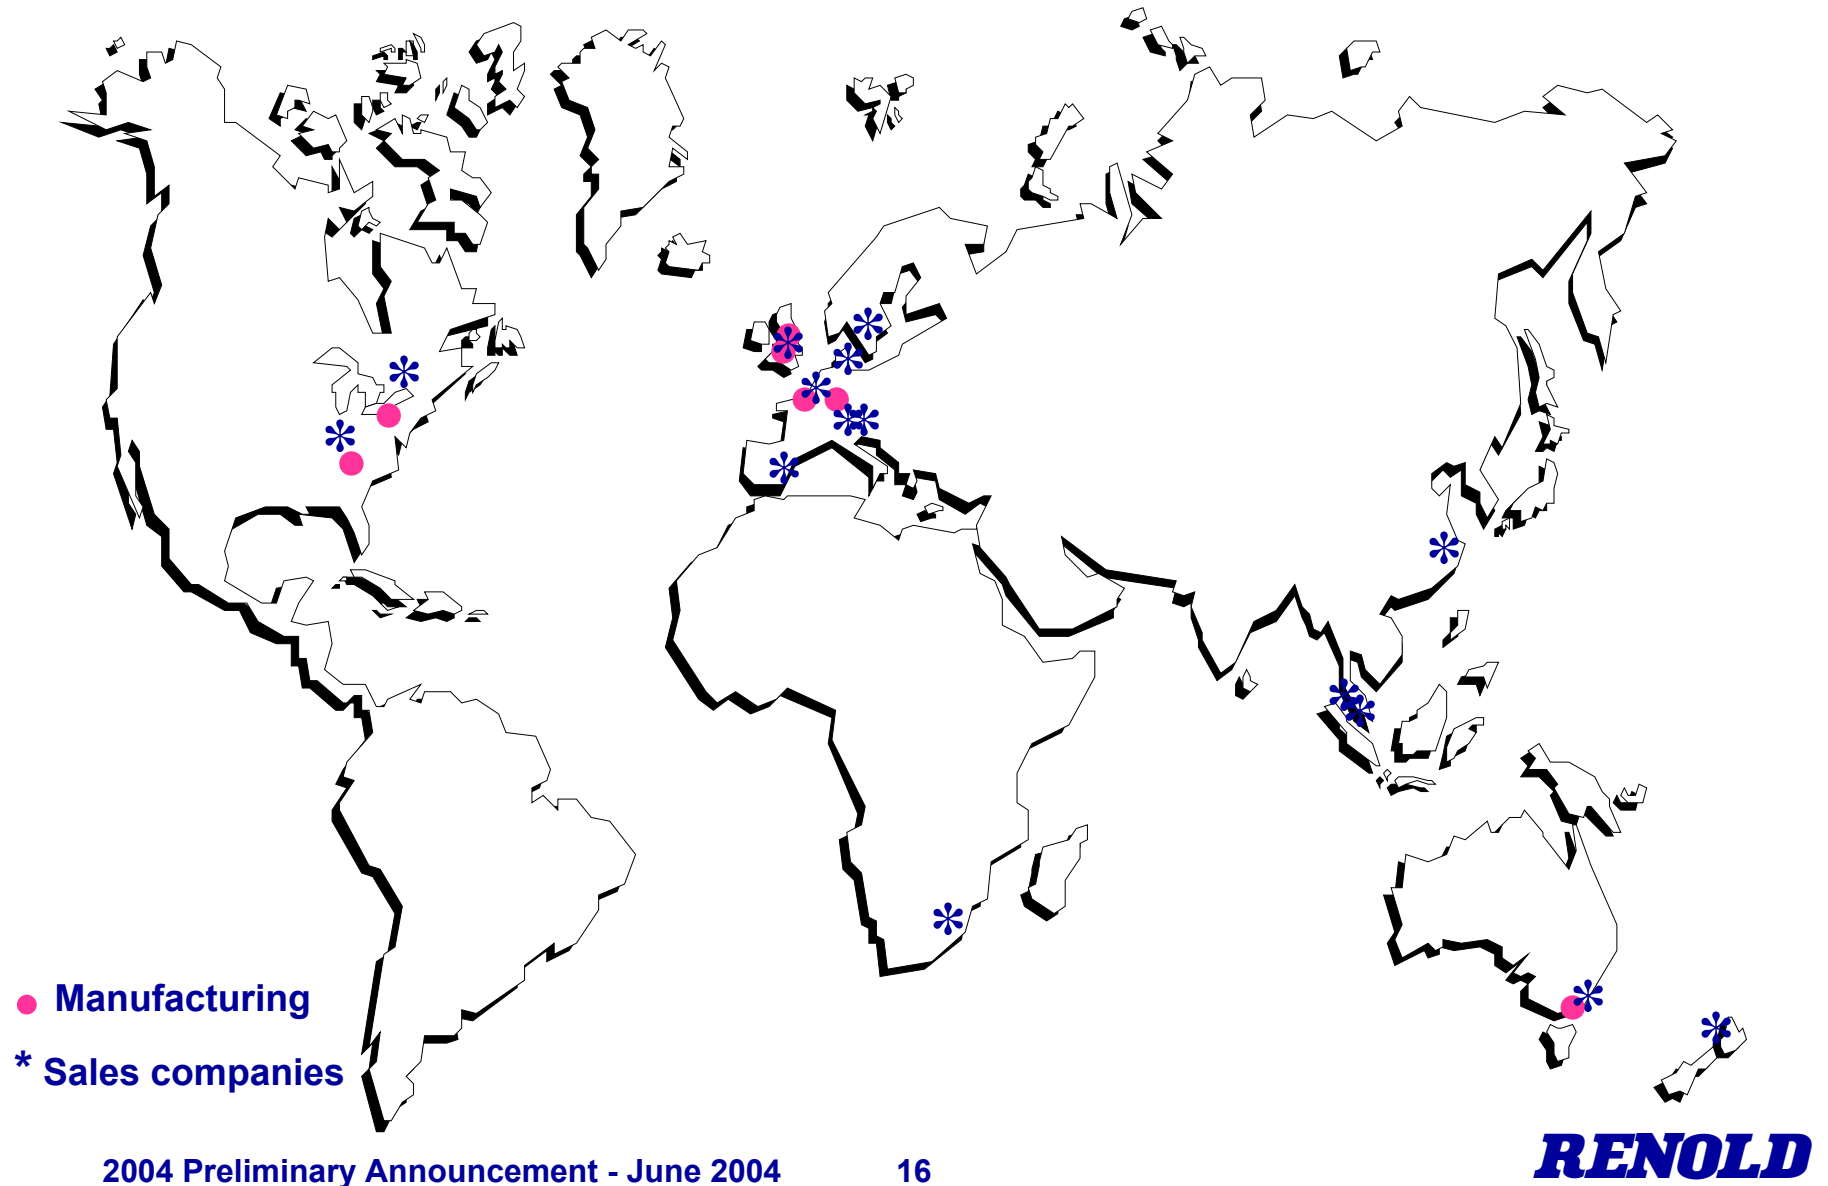 Manufacturing
* Sales companies
2004 Preliminary Announcement - June 2004 16
RENOLD